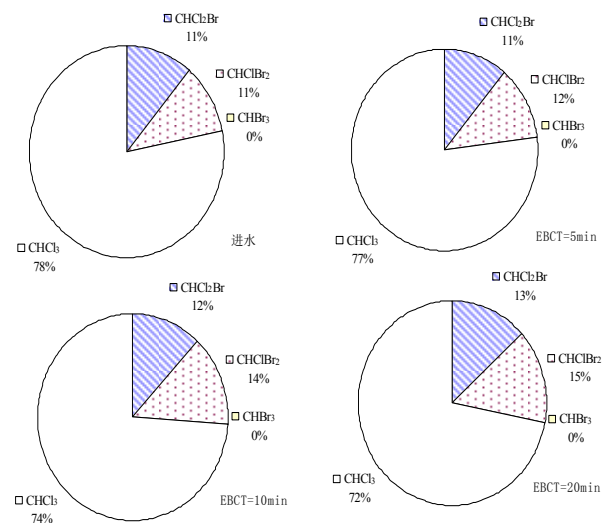 CHCl₂Br
11%
CHClBr₂
11%
CHBr₃
0%
CHCl₃
78%
进水
CHCl₂Br
11%
CHClBr₂
12%
CHBr₃
0%
CHCl₃
77%
EBCT=5min
CHCl₂Br
12%
CHClBr₂
14%
CHBr₃
0%
CHCl₃
74%
EBCT=10min
CHCl₂Br
13%
CHClBr₂
15%
CHBr₃
0%
CHCl₃
72%
EBCT=20min